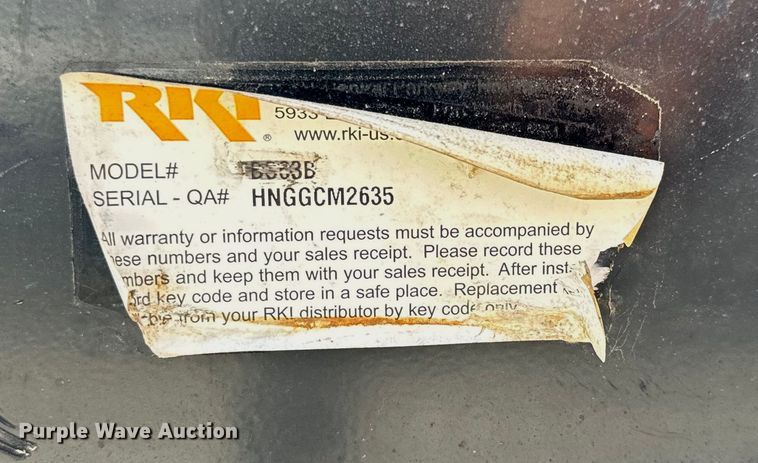 RKI ®
5933
www.rki-us.
MODEL#
SERIAL - QA# HNGGCM2635
All warranty or information requests must be accompanied by
these numbers and your sales receipt. Please record these
numbers and keep them with your sales receipt. After inst
key code and store in a safe place. Replacement
from your RKI distributor by key code only
Purple Wave Auction